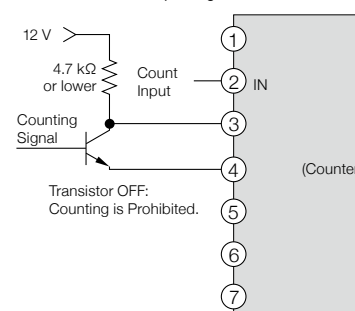 12 V
4.7 kΩ
or lower
Count
Input
Counting
Signal
Transistor OFF:
Counting is Prohibited.
1
2 IN
3
4
5
6
7
(Counter